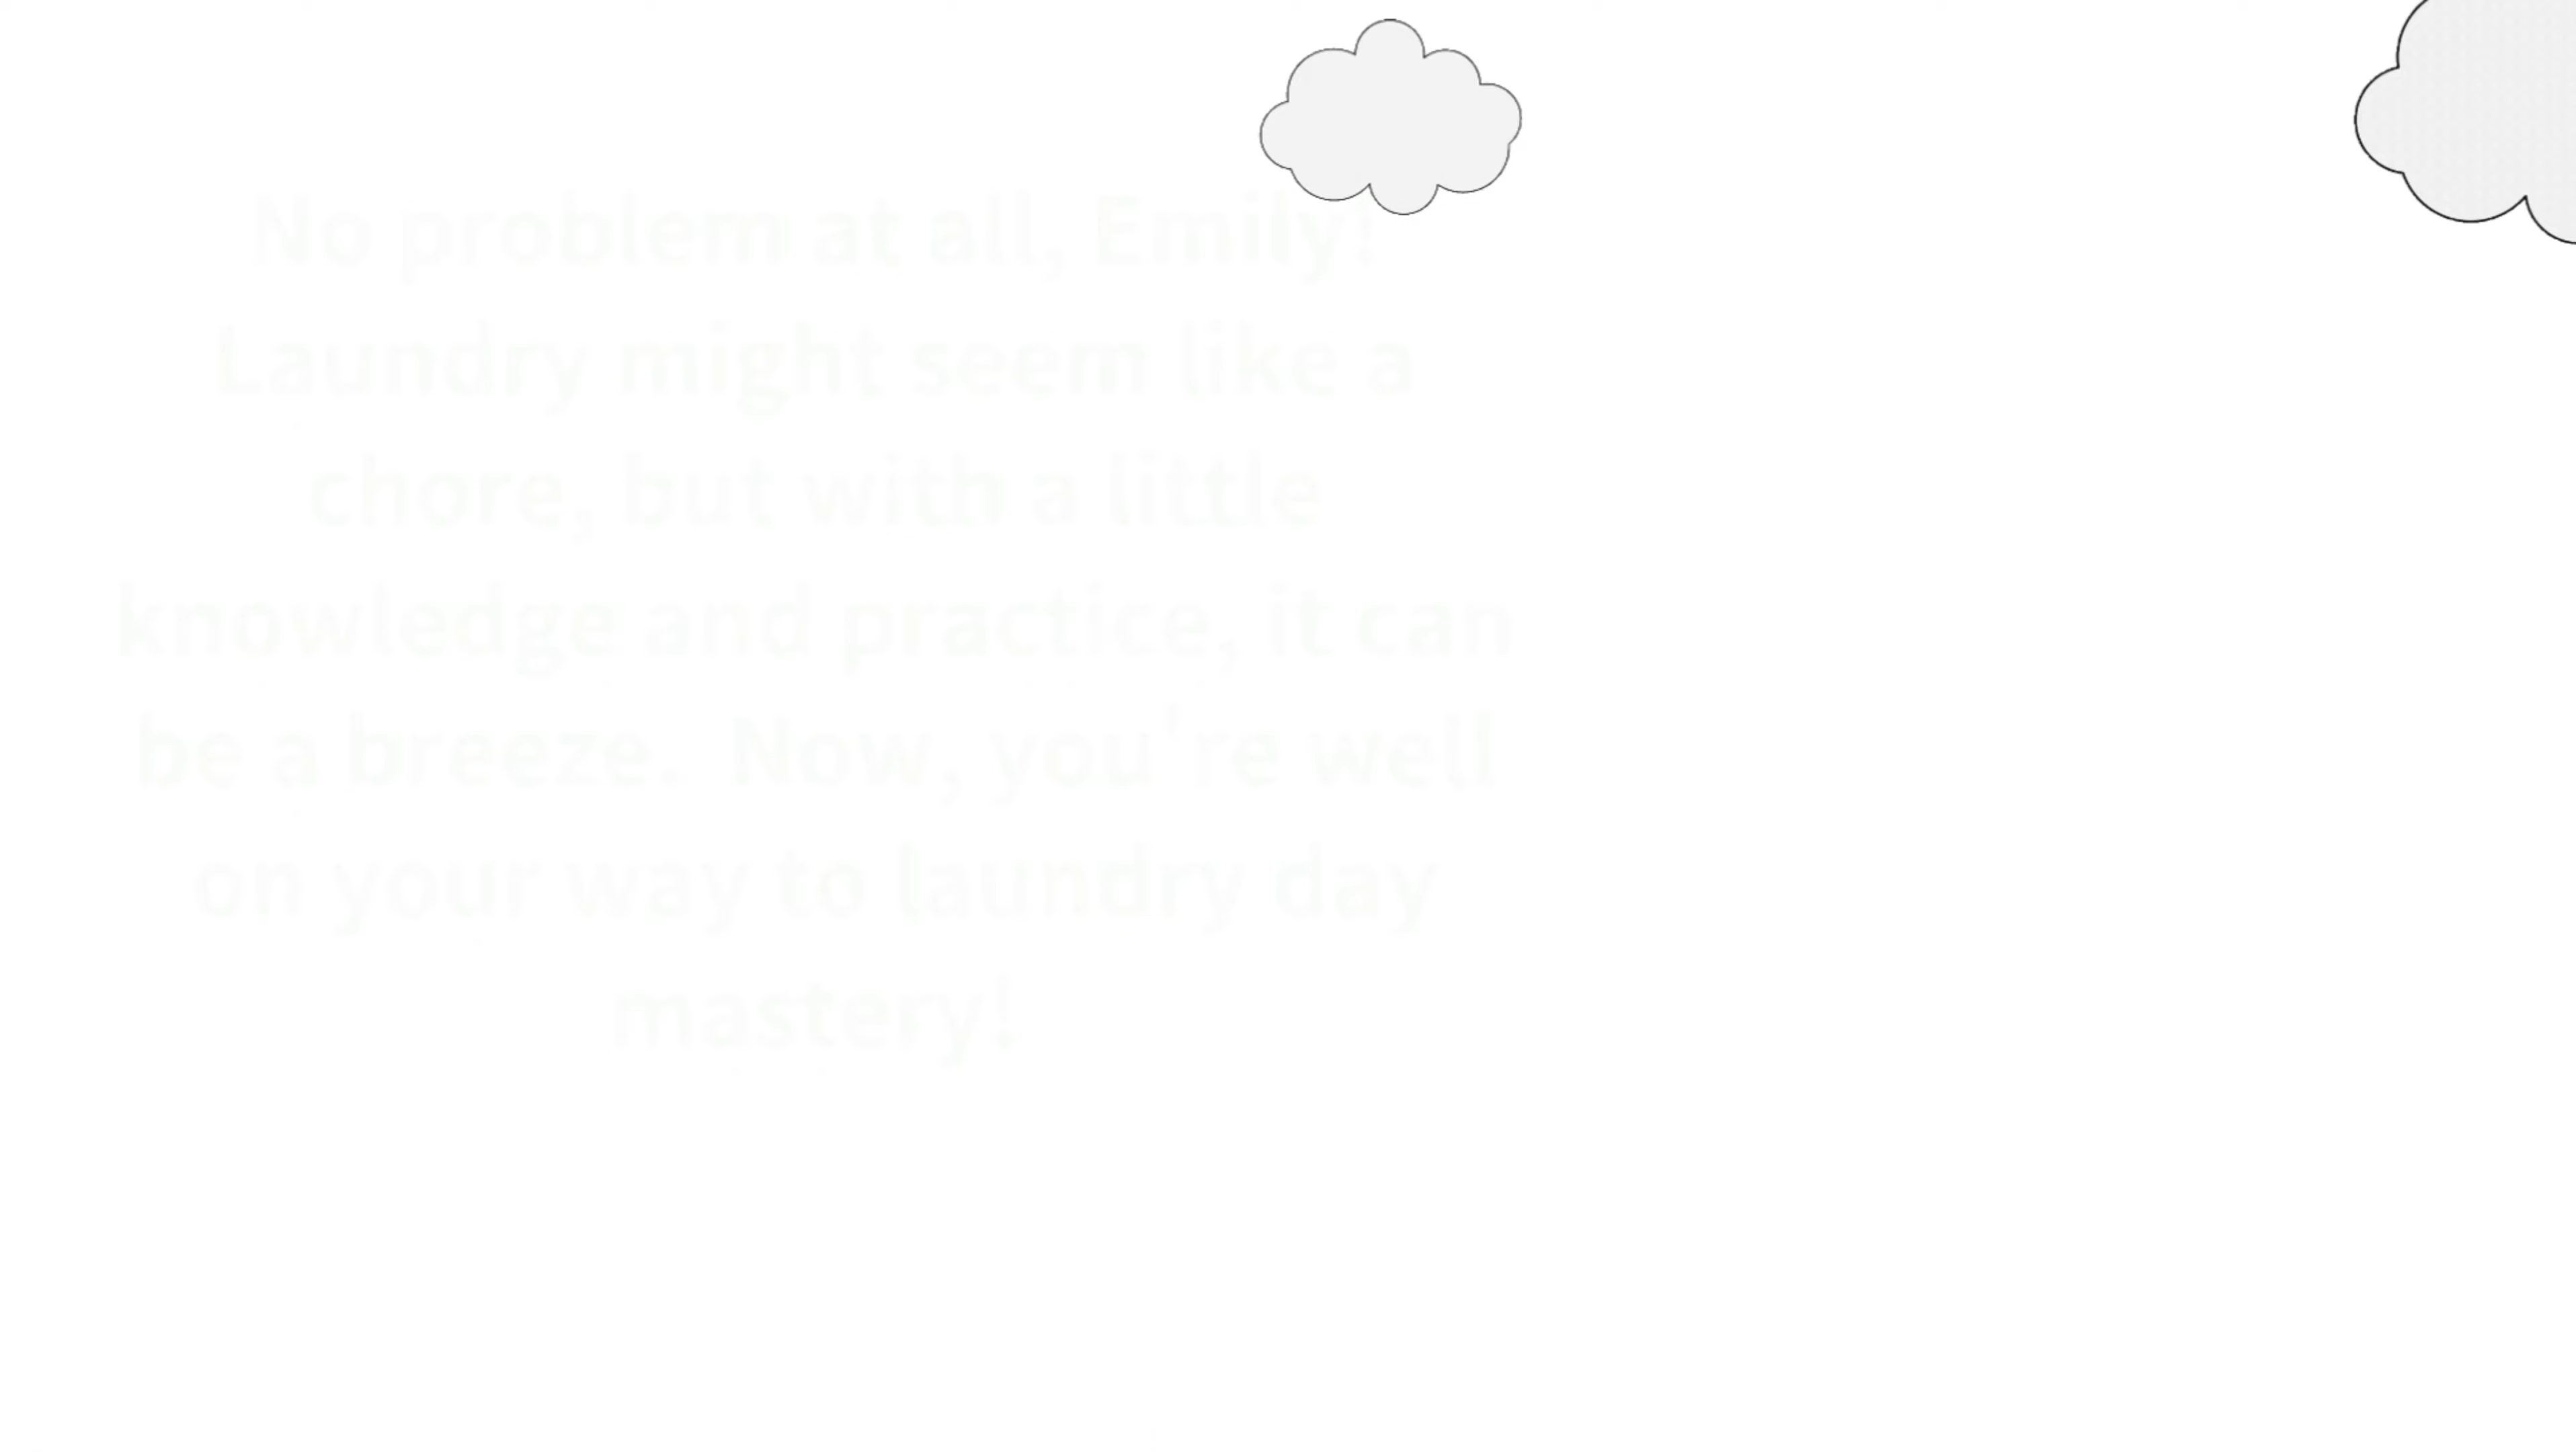 No problem at all, Emily!
Laundry might seem like a
chore, but with a little
knowledge and practice, it can
be a breeze.  Now, you're well
on your way to laundry day
mastery!